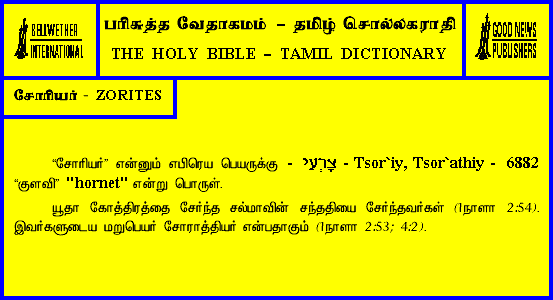 BELLWETHER
INTERNATIONAL
பரிசுத்த வேதாகமம் – தமிழ் சொல்லகராதி
THE HOLY BIBLE – TAMIL DICTIONARY
GOOD NEWS
PUBLISHERS
சோரியர் - ZORITES
“சோரியர்” என்னும் எபிரெய பெயருக்கு - צָרְעִי - Tsor`iy, Tsor`athiy - 6882
“குளவி” "hornet" என்று பொருள்.
யூதா கோத்திரத்தை சேர்ந்த சல்மாவின் சந்ததியை சேர்ந்தவர்கள் (1நாளா 2:54).
இவர்களுடைய மறுபெயர் சோராத்தியர் என்பதாகும் (1நாளா 2:53; 4:2).